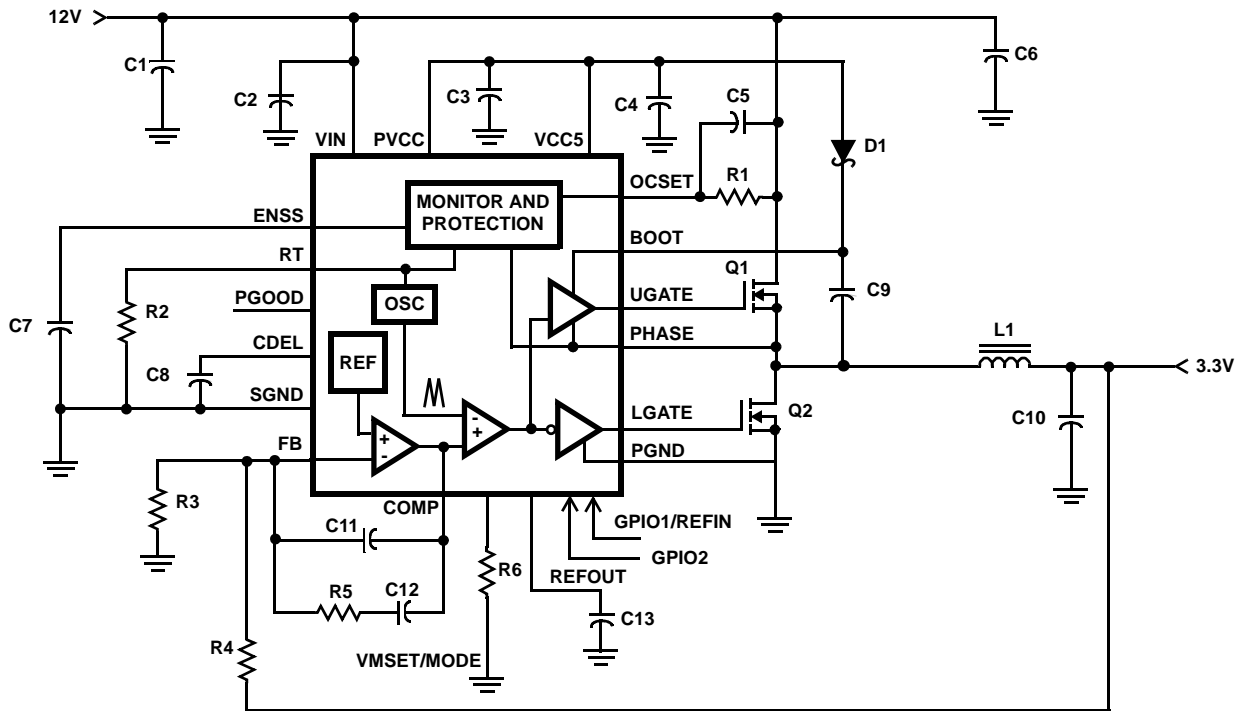 12V
C1
C2
C3
C4
C5
C6
VIN
PVCC
VCC5
D1
OCSET
R1
MONITOR AND
PROTECTION
ENSS
BOOT
RT
Q1
C9
OSC
UGATE
R2
PGOOD
C7
L1
PHASE
CDEL
REF
3.3V
C8
SGND
LGATE
Q2
C10
+
-
-
+
FB
PGND
R3
COMP
GPIO1/REFIN
C11
GPIO2
R6
REFOUT
R5
C12
C13
R4
VMSET/MODE